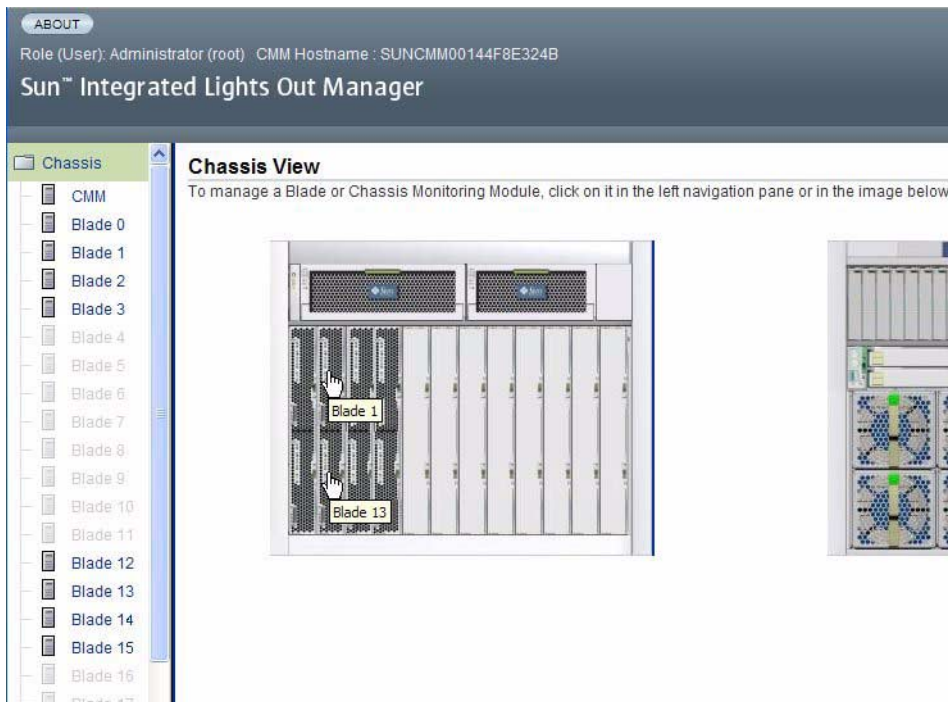 ABOUT
Role (User): Administrator (root) CMM Hostname : SUNCMM00144F8E324B
Sun™ Integrated Lights Out Manager
Chassis
CMM
Blade 0
Blade 1
Blade 2
Blade 3
Blade 4
Blade 5
Blade 6
Blade 7
Blade 8
Blade 9
Blade 10
Blade 11
Blade 12
Blade 13
Blade 14
Blade 15
Blade 16
Chassis View
To manage a Blade or Chassis Monitoring Module, click on it in the left navigation pane or in the image below
Sun
Sun
Blade 1
Blade 13